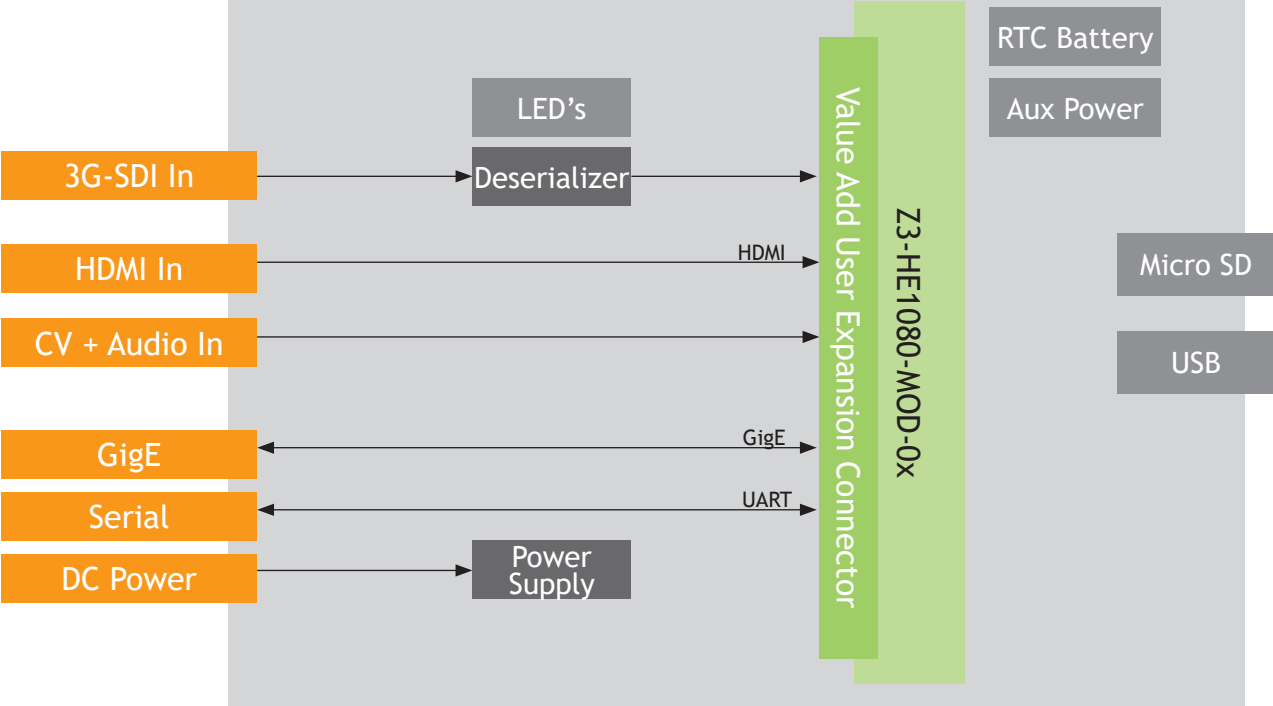 RTC Battery
LED's
Aux Power
3G-SDI In
Deserializer
HDMI In
HDMI
Micro SD
CV + Audio In
USB
GigE
GigE
Serial
UART
DC Power
Power
Supply
Value Add User Expansion Connector
Z3-HE1080-MOD-0x